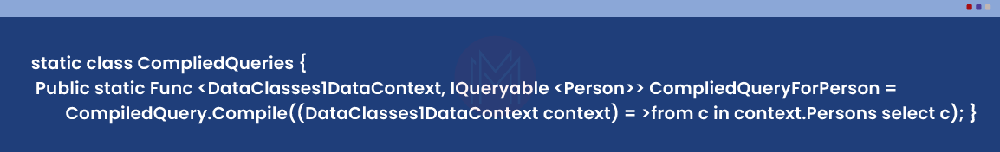 static class CompliedQueries {
Public static Func <DataClasses1DataContext, IQueryable <Person>> CompliedQueryForPerson =
CompiledQuery.Compile((DataClasses1DataContext context) = >from c in context.Persons select c); }